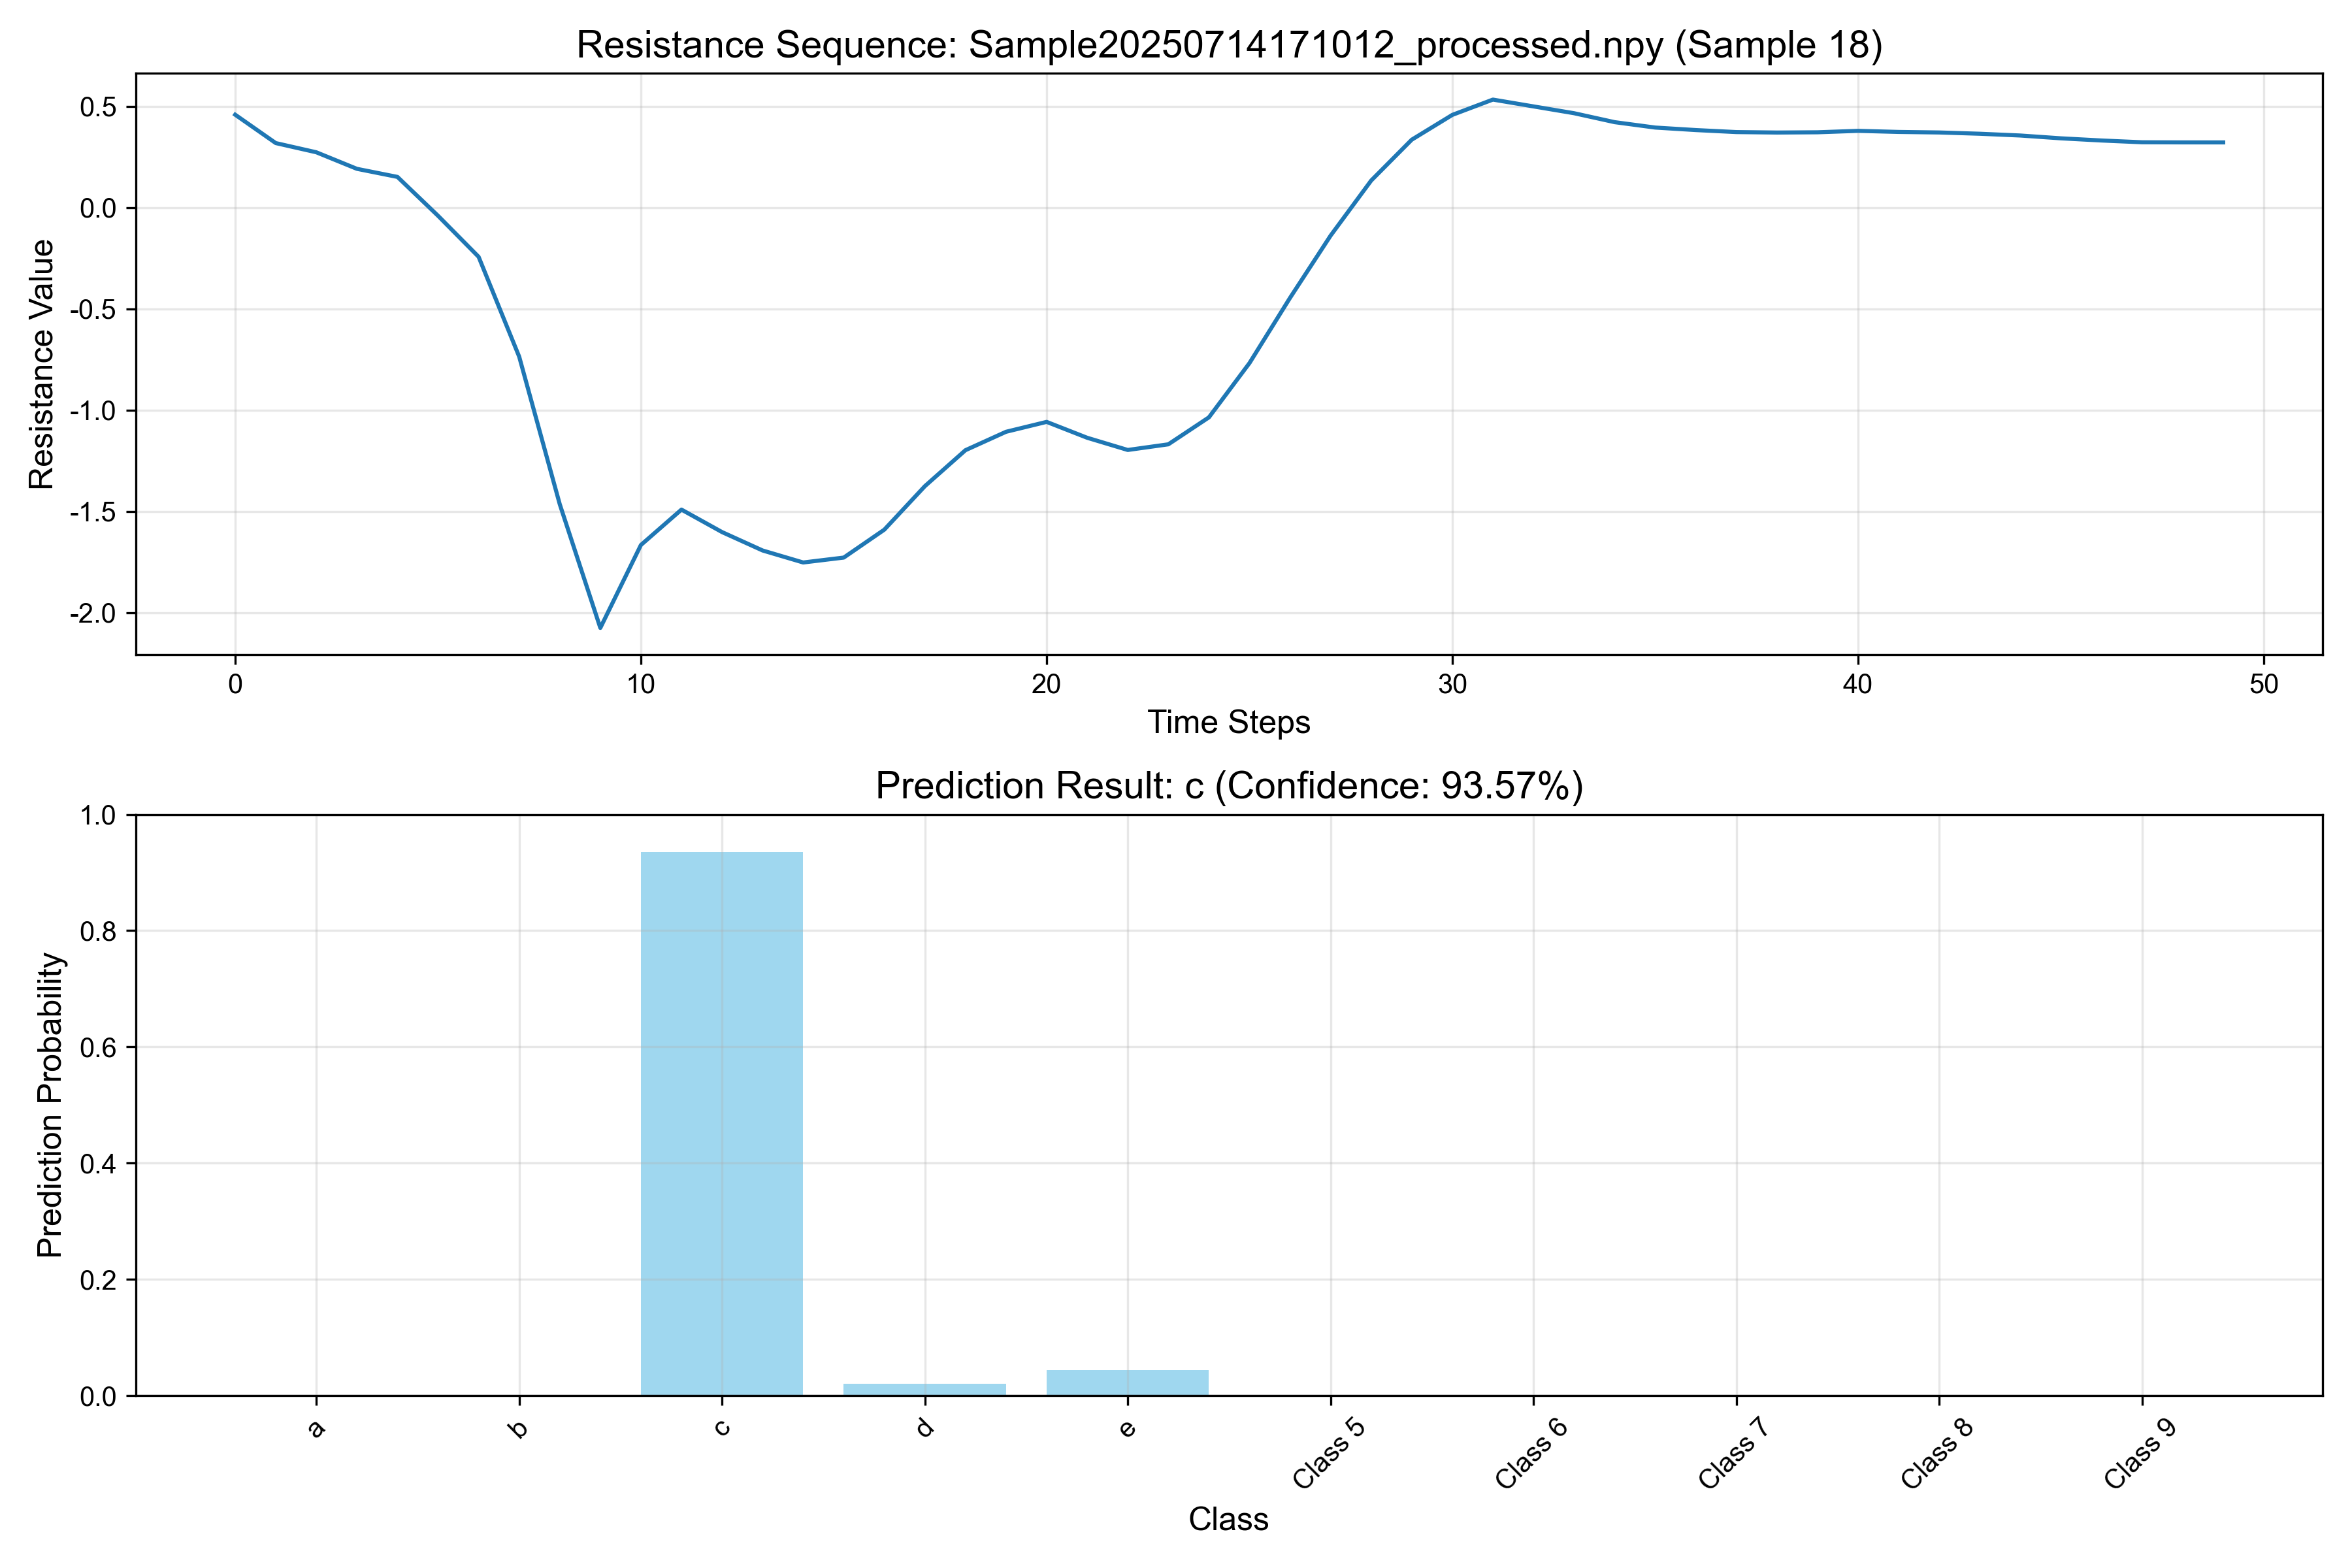 Resistance Sequence: Sample20250714171012_processed.npy (Sample 18)
Resistance Value
0.5
0.0
-0.5
-1.0
-1.5
-2.0
0 10 20 30 40 50
Time Steps
Prediction Result: c (Confidence: 93.57%)
Prediction Probability
1.0
0.8
0.6
0.4
0.2
0.0
a b c d e Class 5 Class 6 Class 7 Class 8 Class 9
Class